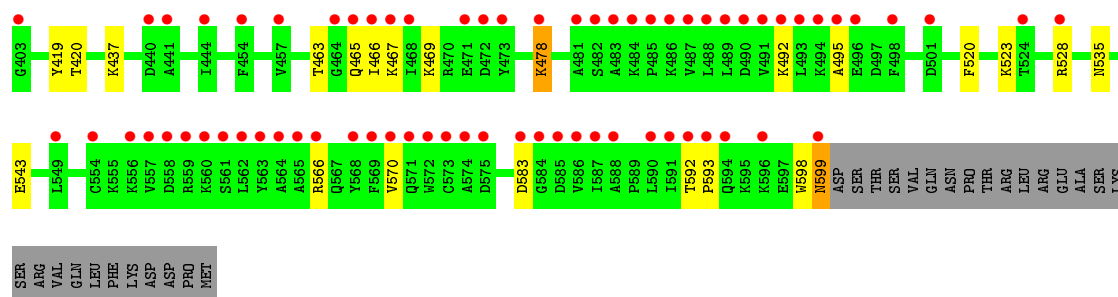 G403 Y419 T420 K437 D440 A441 I444 F454 V457 T463 G464 Q465 I466 K467 I468 K469 R470 E471 D472 Y473 K478 A481 S482 A483 K484 P485 K486 V487 L488 L489 D490 V491 K492 L493 K494 A495 E496 D497 F498 D501 F520 K523 T524 R528 N535
E543 L549 C554 K555 K556 V557 D558 R559 K560 S561 L562 Y563 A564 A565 R566 Q567 Y568 F569 V570 Q571 W572 C573 A574 D575 D583 G584 D585 V586 I587 A588 P589 L590 I591 T592 P593 Q594 K595 K596 E597 W598 N599 ASP SER THR SER VAL GLN ASN PRO THR ARG LEU ARG GLU ALA SER LYS
SER ARG VAL GLN LEU PHE LYS ASP ASP PRO MET